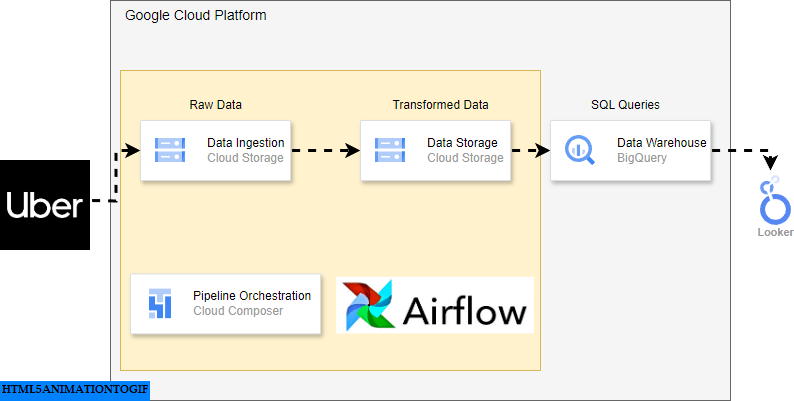 Google Cloud Platform
Raw Data
Transformed Data
SQL Queries
Data Ingestion
Cloud Storage
Data Storage
Cloud Storage
Data Warehouse
BigQuery
Uber
Looker
Pipeline Orchestration
Cloud Composer
Airflow
HTML5ANIMATIONTOGIF